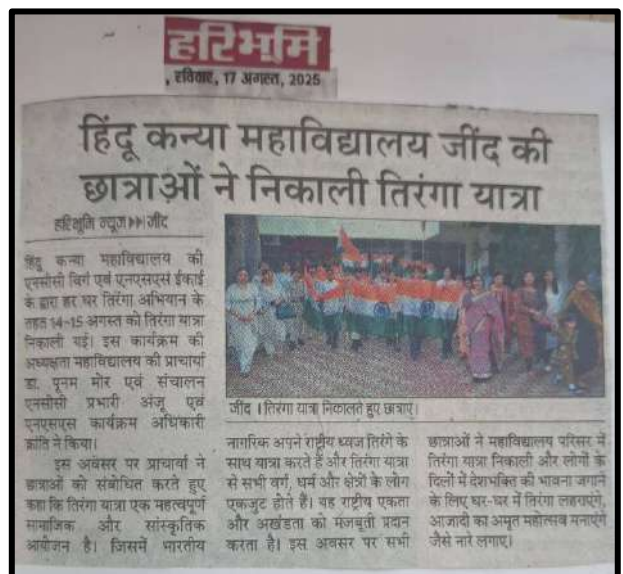 हरिभूमि
, रविवार, 17 अगस्त, 2025
हिंदू कन्या महाविद्यालय जींद की
छात्राओं ने निकाली तिरंगा यात्रा
हरिभूमि न्यूज▸▸जींद
हिंदू कन्या महाविद्यालय की
एनसीसी विंग एवं एनएसएस ईकाई
के द्वारा हर घर तिरंगा अभियान के
तहत 14-15 अगस्त को तिरंगा यात्रा
निकाली गई। इस कार्यक्रम की
अध्यक्षता महाविद्यालय की प्राचार्या
डा. पूनम मोर एवं संचालन
एनसीसी प्रभारी अंजू एवं
एनएसएस कार्यक्रम अधिकारी
क्रांति ने किया।
इस अवसर पर प्राचार्या ने
छात्राओं को संबोधित करते हुए
कहा कि तिरंगा यात्रा एक महत्वपूर्ण
सामाजिक और सांस्कृतिक
आयोजन है। जिसमें भारतीय
जींद । तिरंगा यात्रा निकालते हुए छात्राएं।
नागरिक अपने राष्ट्रीय ध्वज तिरंगे के
साथ यात्रा करते हैं और तिरंगा यात्रा
से सभी वर्ग, धर्म और क्षेत्रों के लोग
एकजुट होते हैं। यह राष्ट्रीय एकता
और अखंडता को मजबूती प्रदान
करता है। इस अवसर पर सभी
छात्राओं ने महाविद्यालय परिसर में
तिरंगा यात्रा निकाली और लोगों के
दिलों में देशभक्ति की भावना जगाने
के लिए घर-घर में तिरंगा लहराएंगे,
आजादी का अमृत महोत्सव मनाएंगे
जैसे नारे लगाए।